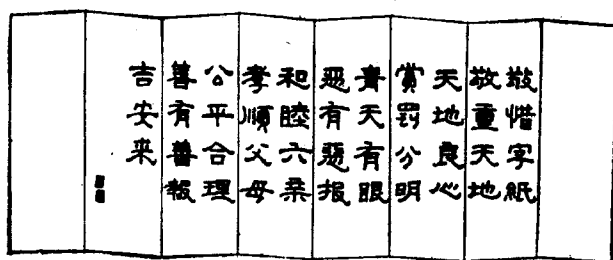 敬惜字紙
敬重天地
天地良心
賞罰分明
青天有眼
惡有惡报
和睦六亲
孝順父母
公平合理
善有善報
吉安来